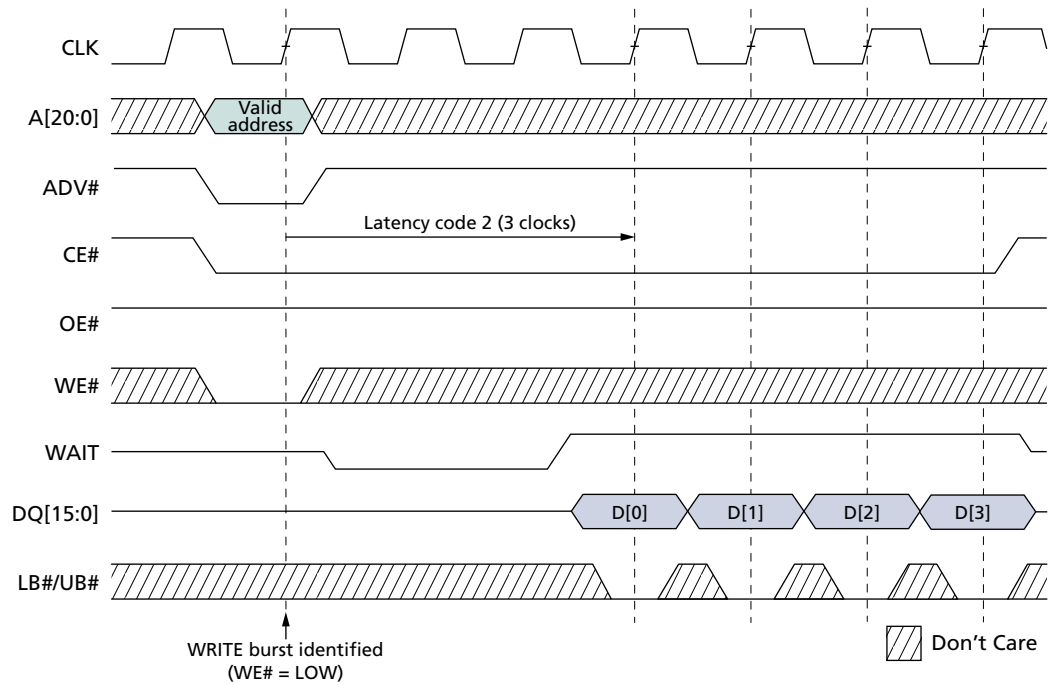 CLK
A[20:0]
Valid
address
ADV#
Latency code 2 (3 clocks)
CE#
OE#
WE#
WAIT
DQ[15:0]
D[0]
D[1]
D[2]
D[3]
LB#/UB#
WRITE burst identified
(WE# = LOW)
Don't Care